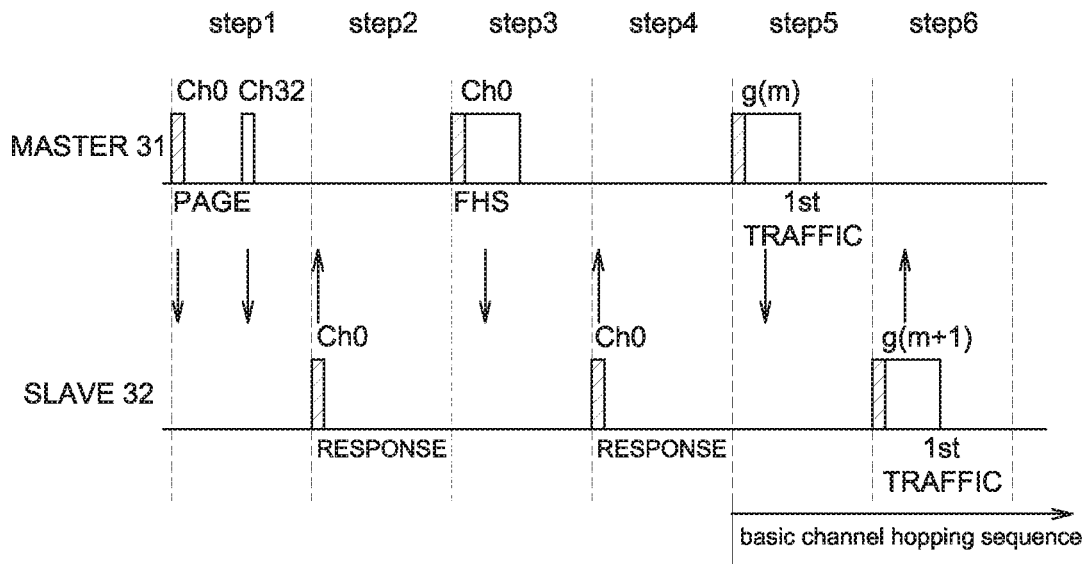 step1 step2 step3 step4 step5 step6
Ch0 Ch32 Ch0 g(m)
MASTER 31
PAGE FHS 1st
TRAFFIC
Ch0 Ch0 g(m+1)
SLAVE 32
RESPONSE RESPONSE 1st
TRAFFIC
basic channel hopping sequence